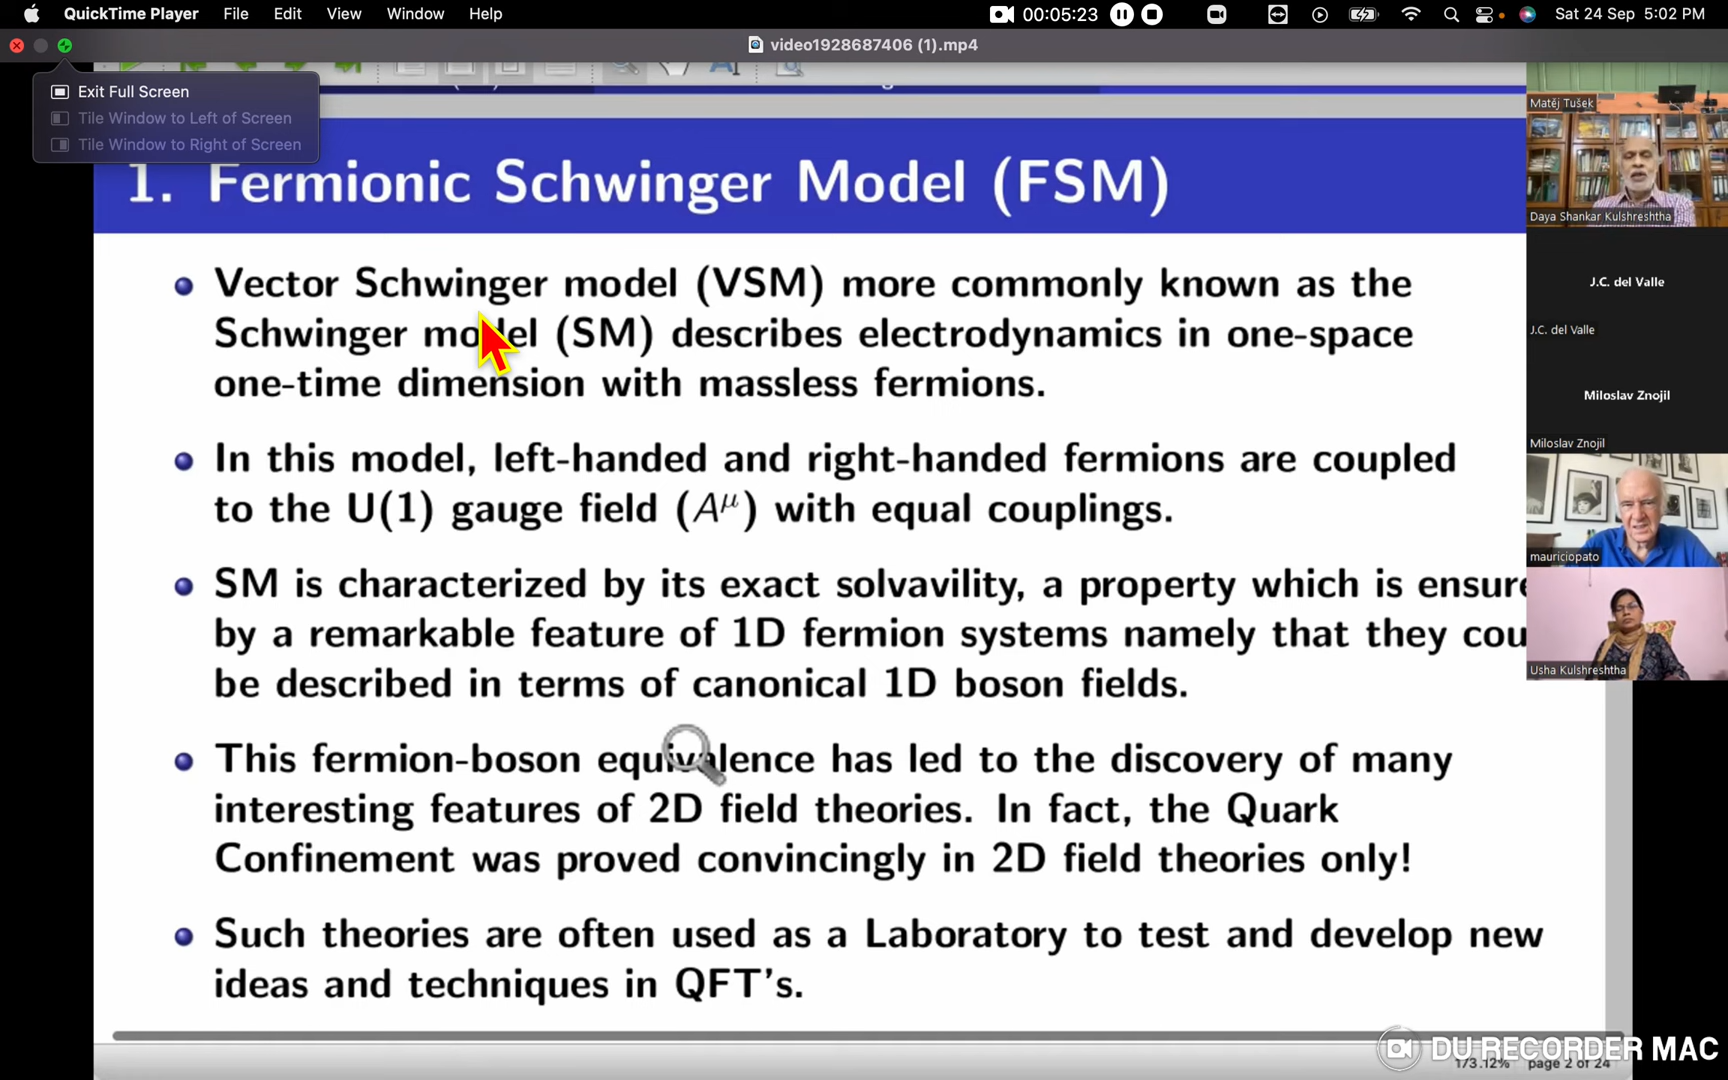 QuickTime Player File Edit View Window Help 00:05:23 Sat 24 Sep 5:02 PM
video1928687406 (1).mp4
Exit Full Screen
Tile Window to Left of Screen
Tile Window to Right of Screen
1. Fermionic Schwinger Model (FSM)
Vector Schwinger model (VSM) more commonly known as the
Schwinger model (SM) describes electrodynamics in one-space
one-time dimension with massless fermions.
In this model, left-handed and right-handed fermions are coupled
to the U(1) gauge field (A^μ) with equal couplings.
SM is characterized by its exact solvavility, a property which is ensure
by a remarkable feature of 1D fermion systems namely that they cou
be described in terms of canonical 1D boson fields.
This fermion-boson equivalence has led to the discovery of many
interesting features of 2D field theories. In fact, the Quark
Confinement was proved convincingly in 2D field theories only!
Such theories are often used as a Laboratory to test and develop new
ideas and techniques in QFT's.
Matěj Tušek
Daya Shankar Kulshreshtha
J.C. del Valle
J.C. del Valle
Miloslav Znojil
Miloslav Znojil
mauriciopato
Usha Kulshreshtha
DU RECORDER MAC
173.12% page 2 of 24